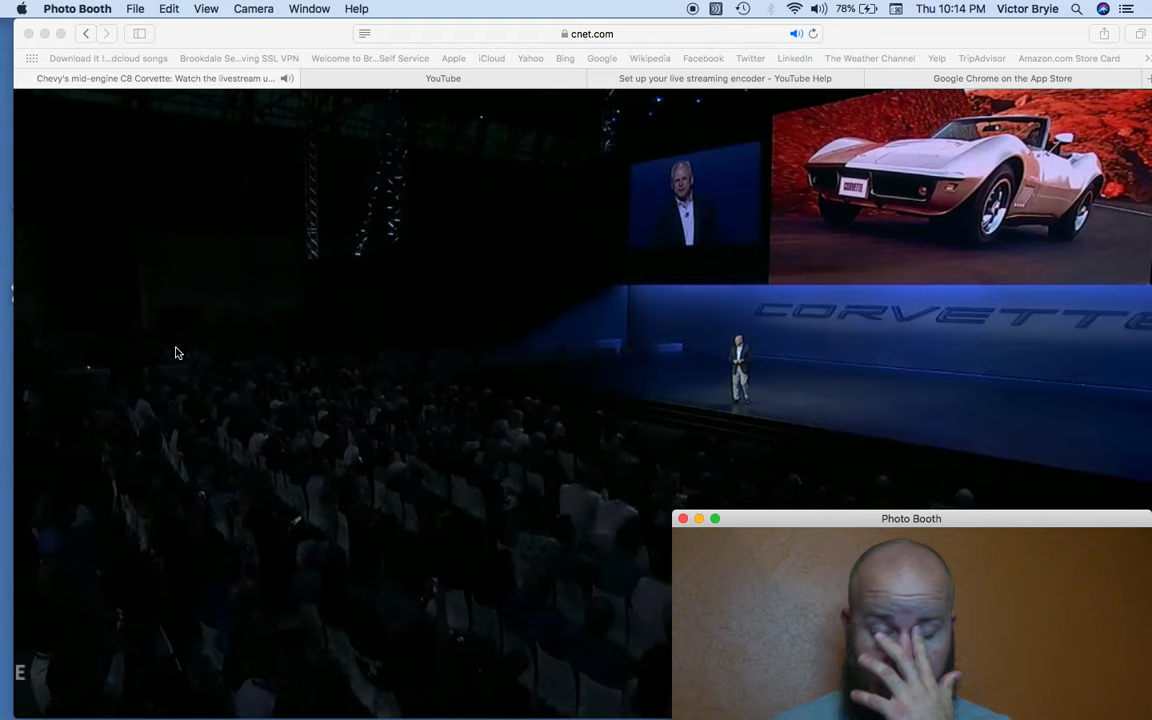 Photo Booth File Edit View Camera Window Help 78% Thu 10:14 PM Victor Bryie
cnet.com
Download It !...dcloud songs Brookdale Se...ving SSL VPN Welcome to Br...Self Service Apple iCloud Yahoo Bing Google Wikipedia Facebook Twitter LinkedIn The Weather Channel Yelp TripAdvisor Amazon.com Store Card
Chevy's mid-engine C8 Corvette: Watch the livestream u... YouTube Set up your live streaming encoder - YouTube Help Google Chrome on the App Store
CORVETTE
CORVETTE
Photo Booth
E